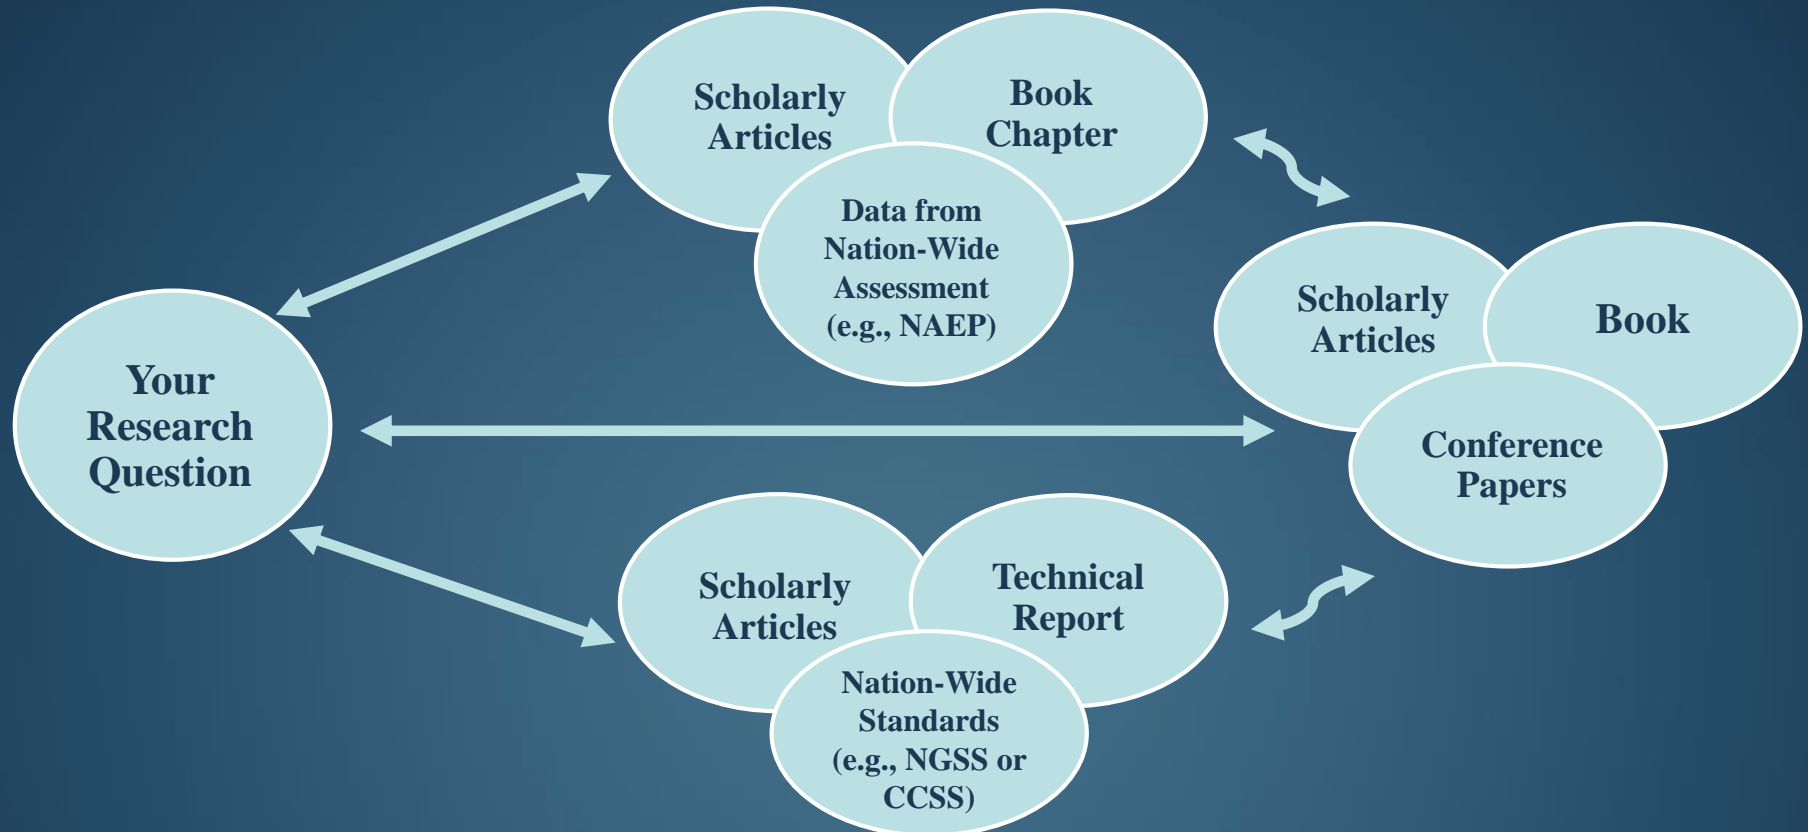 Scholarly
Articles
Book
Chapter
Data from
Nation-Wide
Assessment
(e.g., NAEP)
Scholarly
Articles
Book
Conference
Papers
Your
Research
Question
Scholarly
Articles
Technical
Report
Nation-Wide
Standards
(e.g., NGSS or
CCSS)